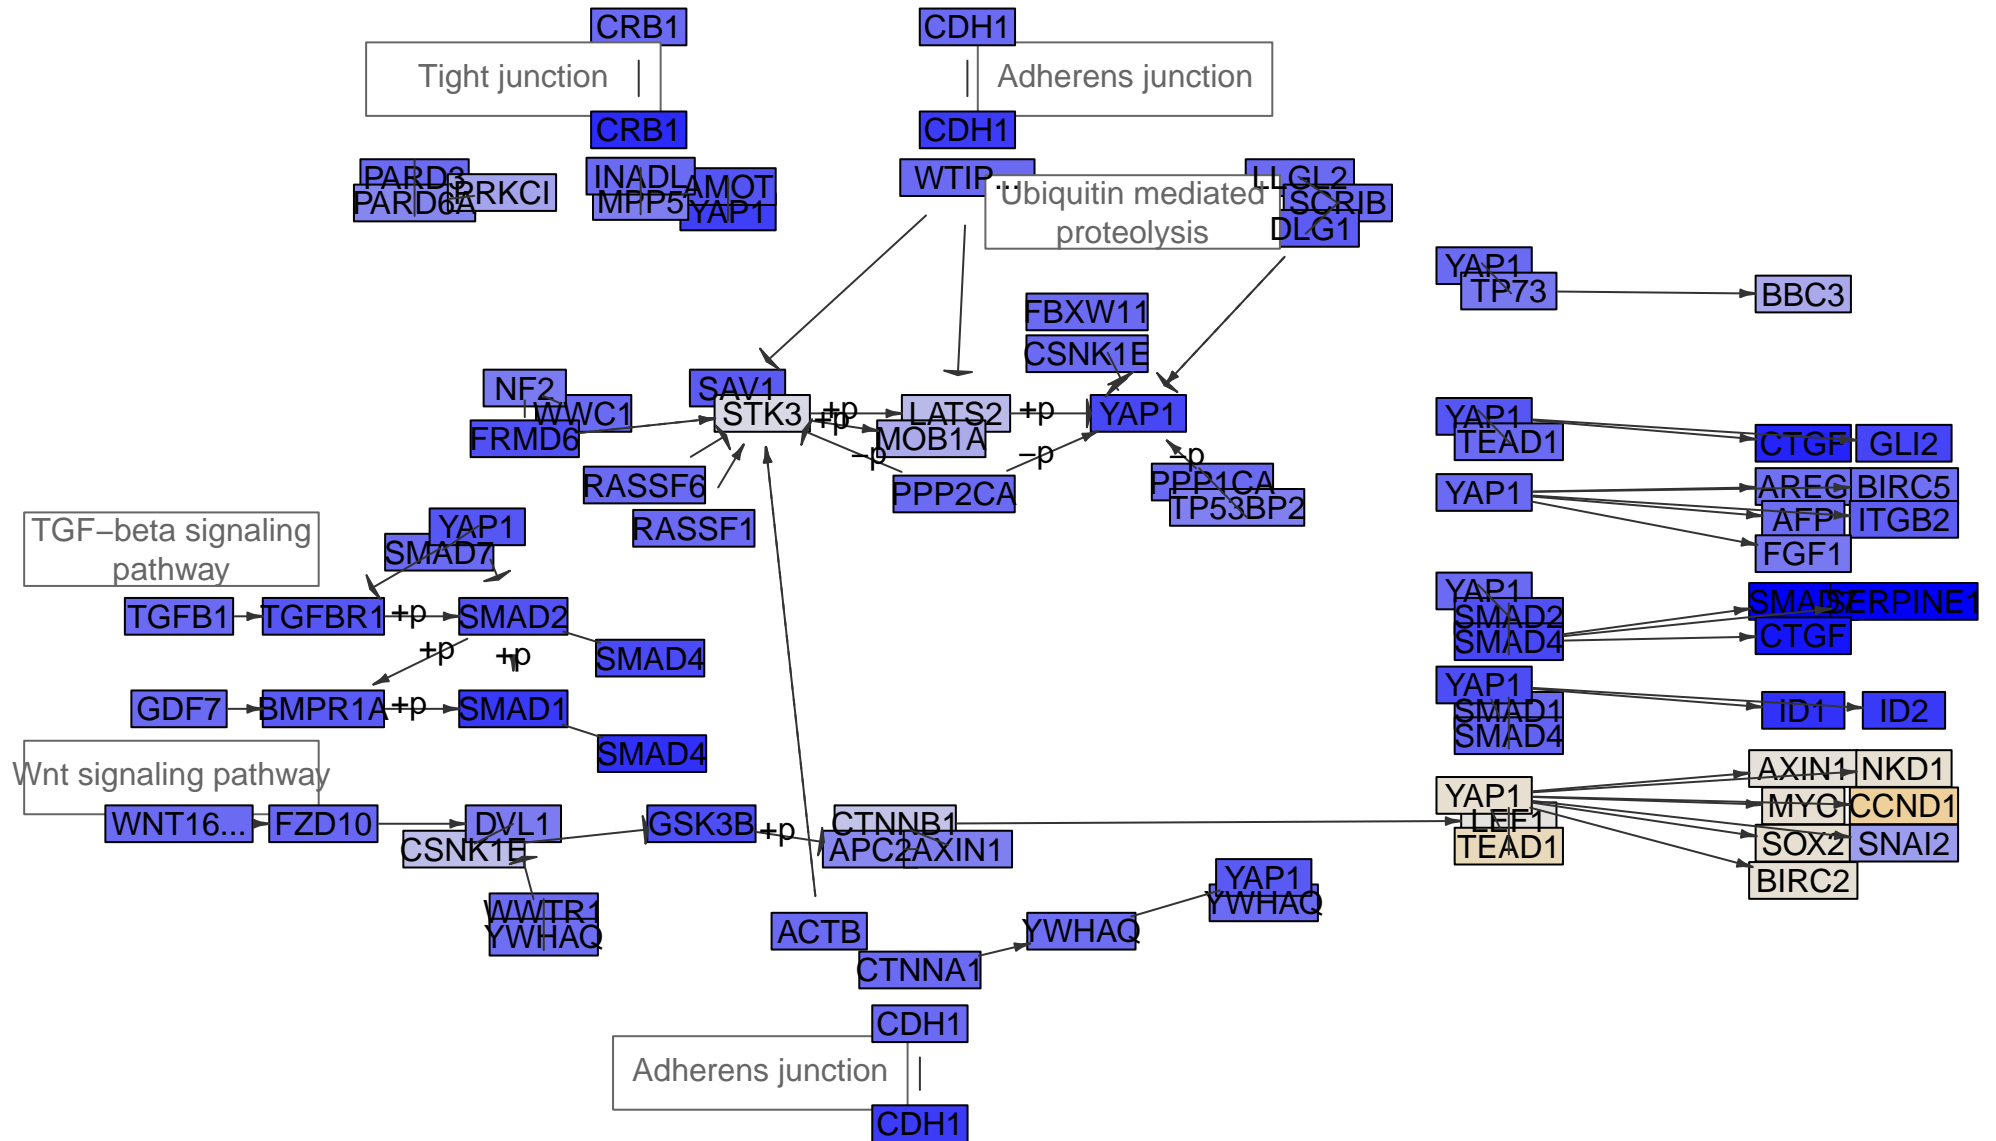 CRB1
CDH1
Tight junction
Adherens junction
CRB1
CDH1
PARD3
PARD6A
PRKCI
INADL
MPP5
AMOT
YAP1
WTIP...
Ubiquitin mediated
proteolysis
LLGL2
SCRIB
DLG1
YAP1
TP73
BBC3
FBXW11
CSNK1E
NF2
WWC1
FRMD6
SAV1
STK3
+p
+p
LATS2
MOB1A
+p
YAP1
−p
−p
−p
RASSF6
RASSF1
PPP2CA
PPP1CA
TP53BP2
YAP1
TEAD1
CTGF
GLI2
YAP1
AREG
BIRC5
AFP
ITGB2
FGF1
TGF−beta signaling
pathway
YAP1
SMAD7
TGFB1
TGFBR1
+p
SMAD2
+p
+p
SMAD4
GDF7
BMPR1A
+p
SMAD1
SMAD4
YAP1
SMAD2
SMAD4
SMAD7
SERPINE1
CTGF
YAP1
SMAD1
SMAD4
ID1
ID2
Wnt signaling pathway
WNT16...
FZD10
DVL1
CSNK1E
GSK3B
+p
CTNNB1
APC2
AXIN1
YAP1
LEF1
TEAD1
AXIN1
NKD1
MYC
CCND1
SOX2
SNAI2
BIRC2
WWTR1
YWHAQ
ACTB
CTNNA1
YWHAQ
YAP1
YWHAQ
CDH1
Adherens junction
CDH1